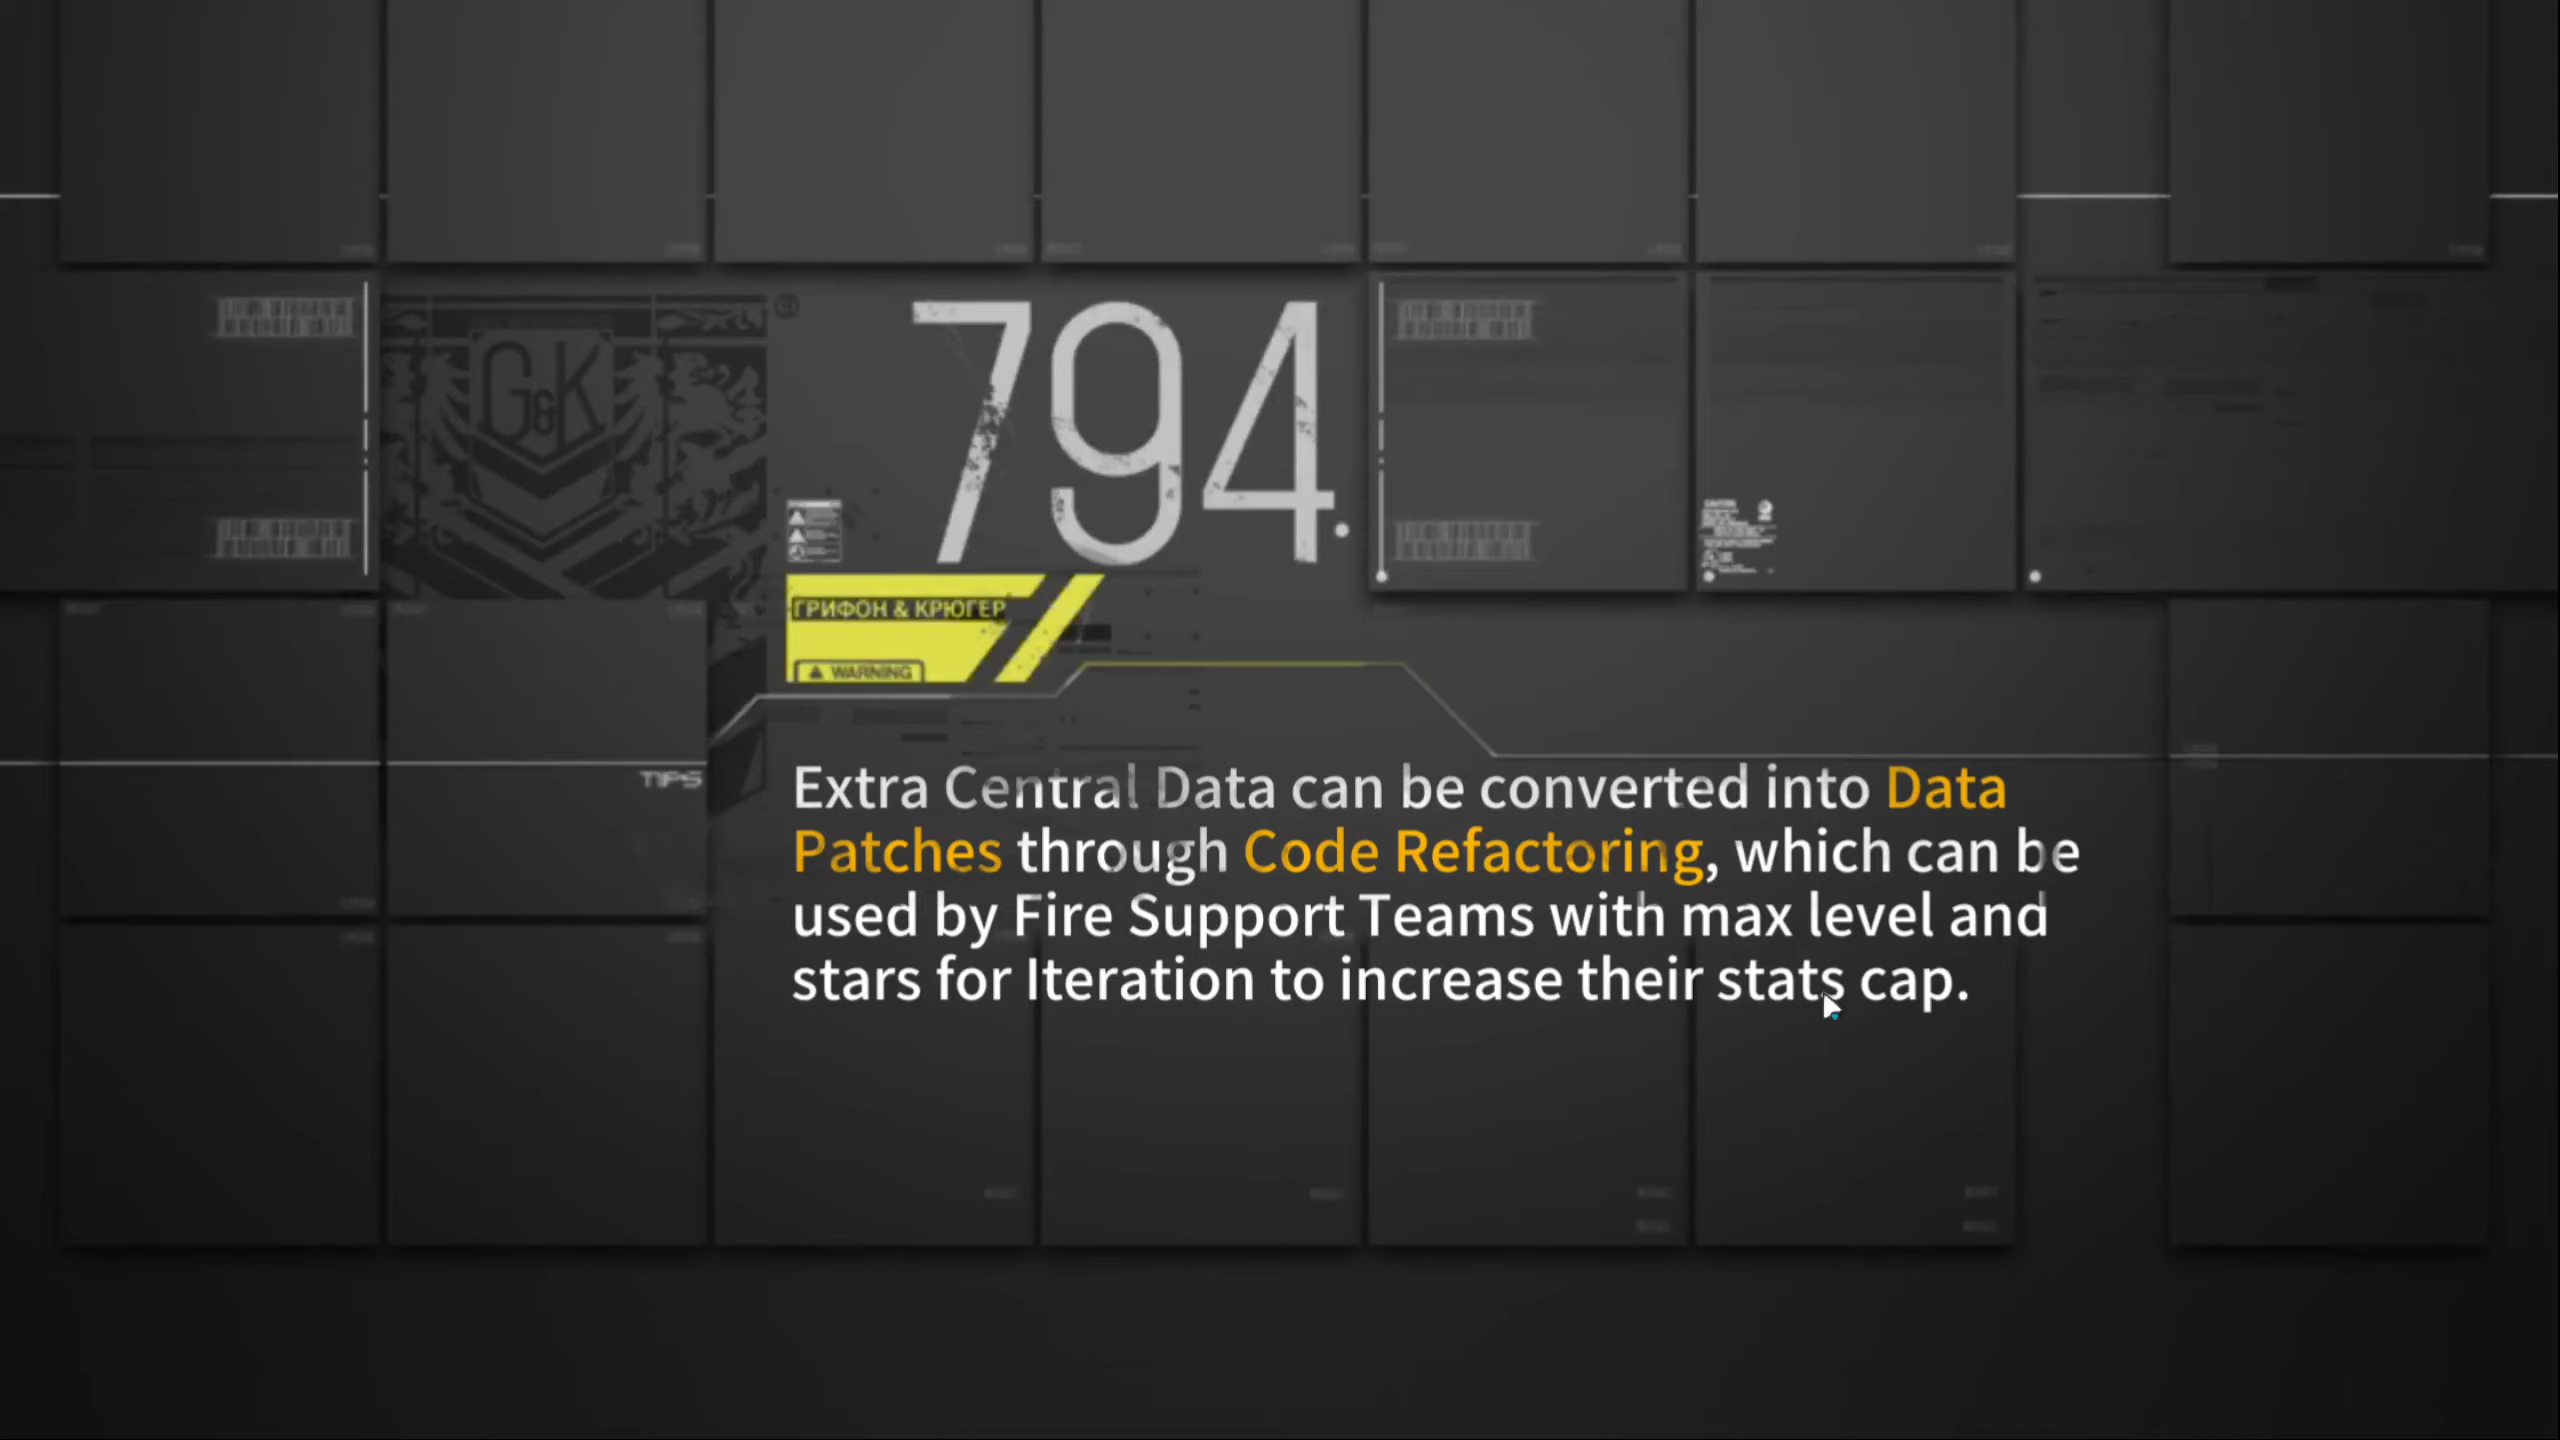 G&K
794.
ГРИФОН & КРЮГЕР
WARNING
TIPS
Extra Central Data can be converted into Data
Patches through Code Refactoring, which can be
used by Fire Support Teams with max level and
stars for Iteration to increase their stats cap.